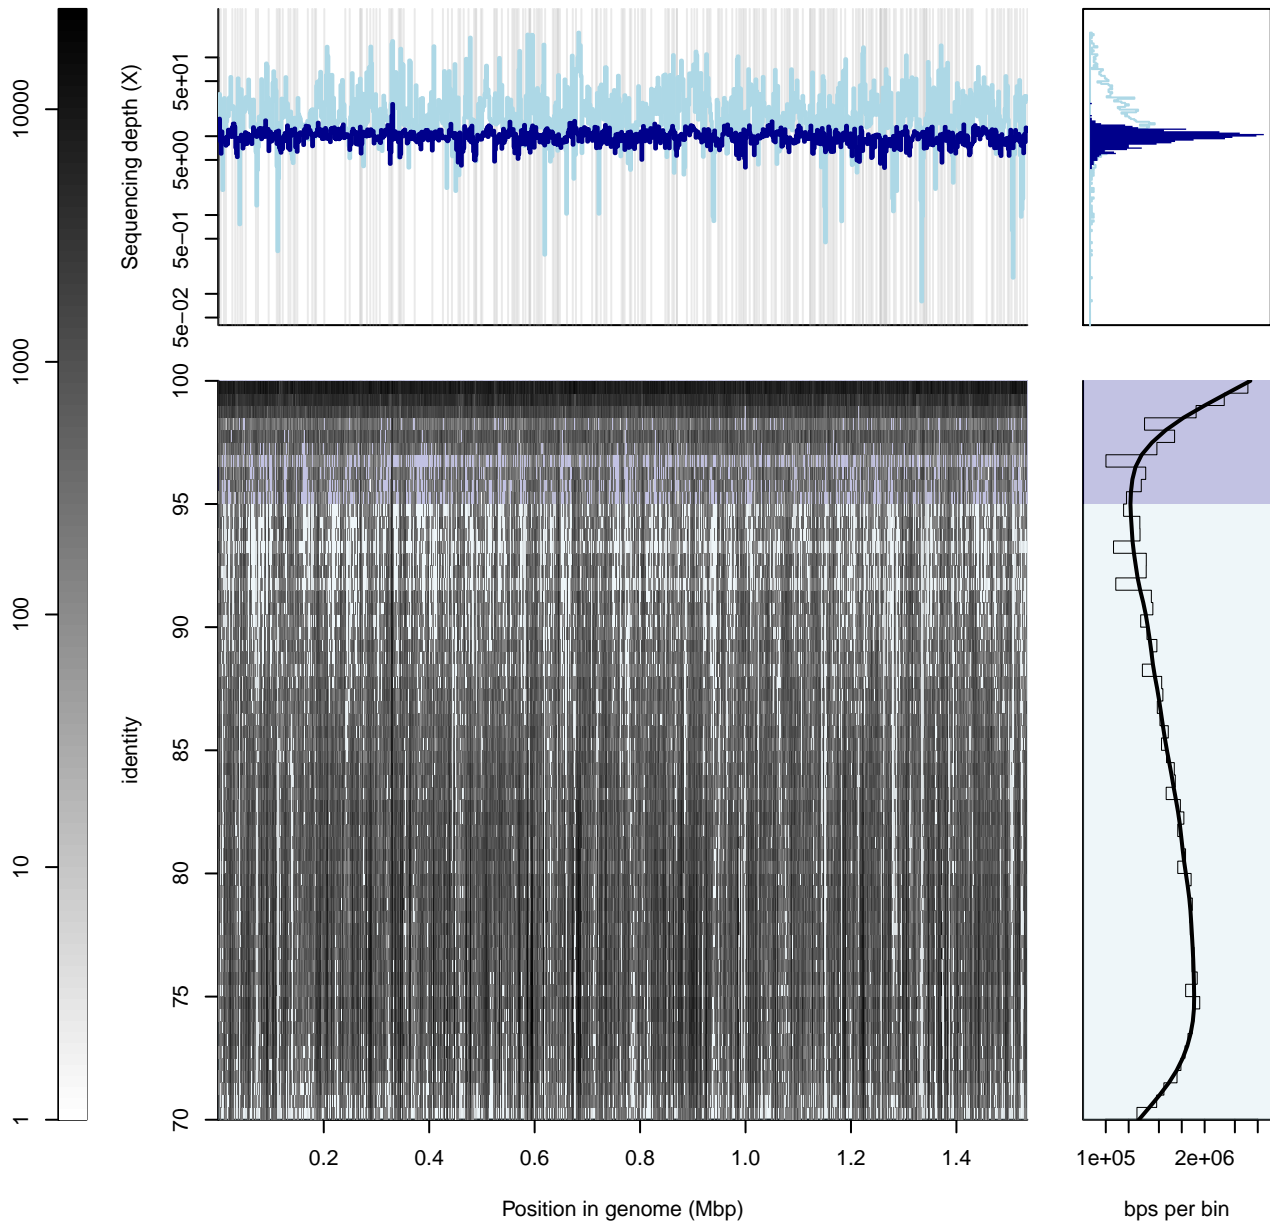 10000
1000
100
10
1
Sequencing depth (X)
5e+01
5e+00
5e−01
5e−02
identity
100
95
90
85
80
75
70
0.2 0.4 0.6 0.8 1.0 1.2 1.4
Position in genome (Mbp)
1e+05 2e+06
bps per bin